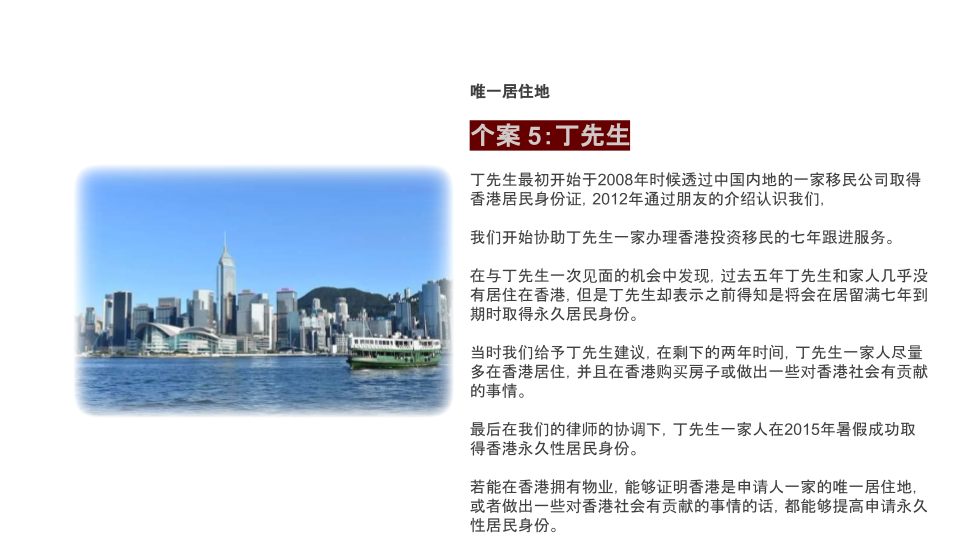 唯一居住地
个案 5:丁先生
丁先生最初开始于2008年时候透过中国内地的一家移民公司取得
香港居民身份证, 2012年通过朋友的介绍认识我们,
我们开始协助丁先生一家办理香港投资移民的七年跟进服务。
在与丁先生一次见面的机会中发现, 过去五年丁先生和家人几乎没
有居住在香港, 但是丁先生却表示之前得知是将会在居留满七年到
期时取得永久居民身份。
当时我们给予丁先生建议, 在剩下的两年时间, 丁先生一家人尽量
多在香港居住, 并且在香港购买房子或做出一些对香港社会有贡献
的事情。
最后在我们的律师的协调下, 丁先生一家人在2015年暑假成功取
得香港永久性居民身份。
若能在香港拥有物业, 能够证明香港是申请人一家的唯一居住地,
或者做出一些对香港社会有贡献的事情的话, 都能够提高申请永久
性居民身份。